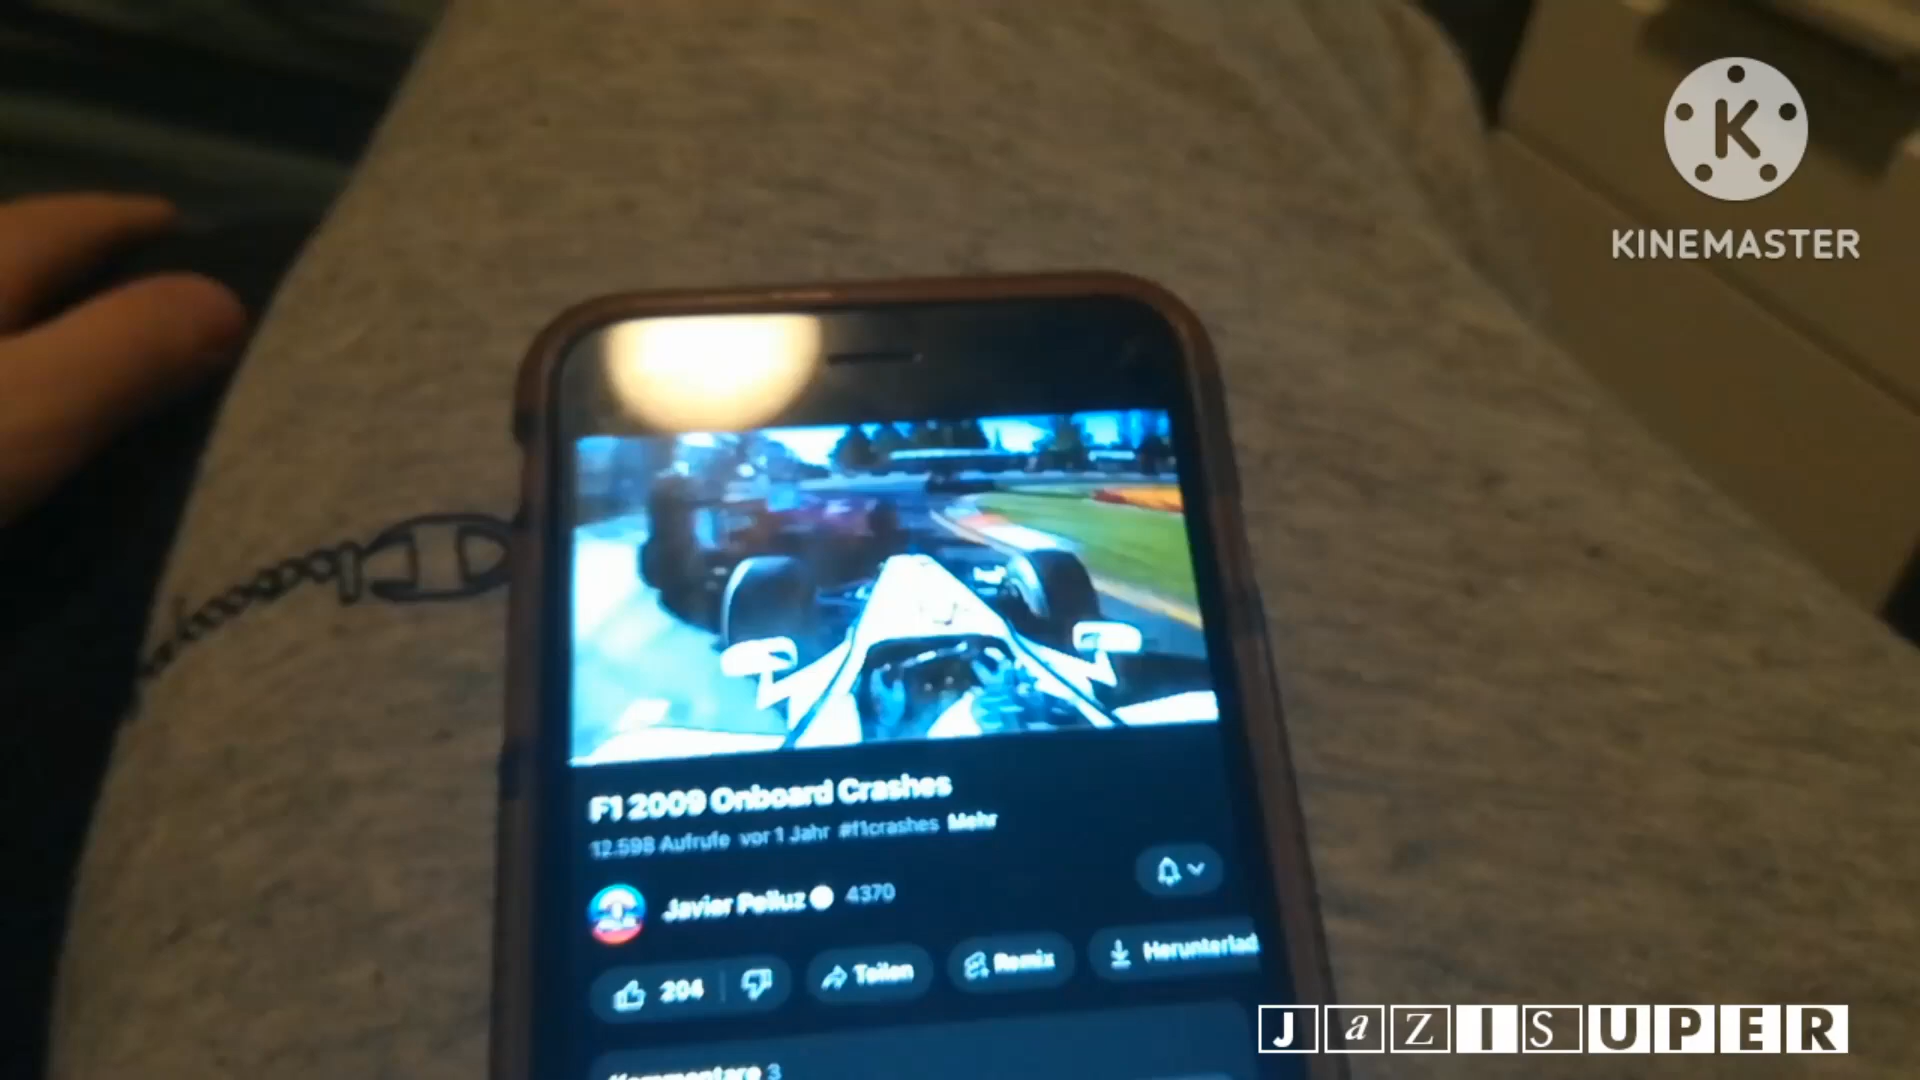 K
KINEMASTER
Champion
F1 2009 Onboard Crashes
12.598 Aufrufe vor 1 Jahr #f1crashes Mehr
Javier Pelluz 4370
204
Teilen
Remix
Herunterlad
Kommentare 3
JaZISUPER